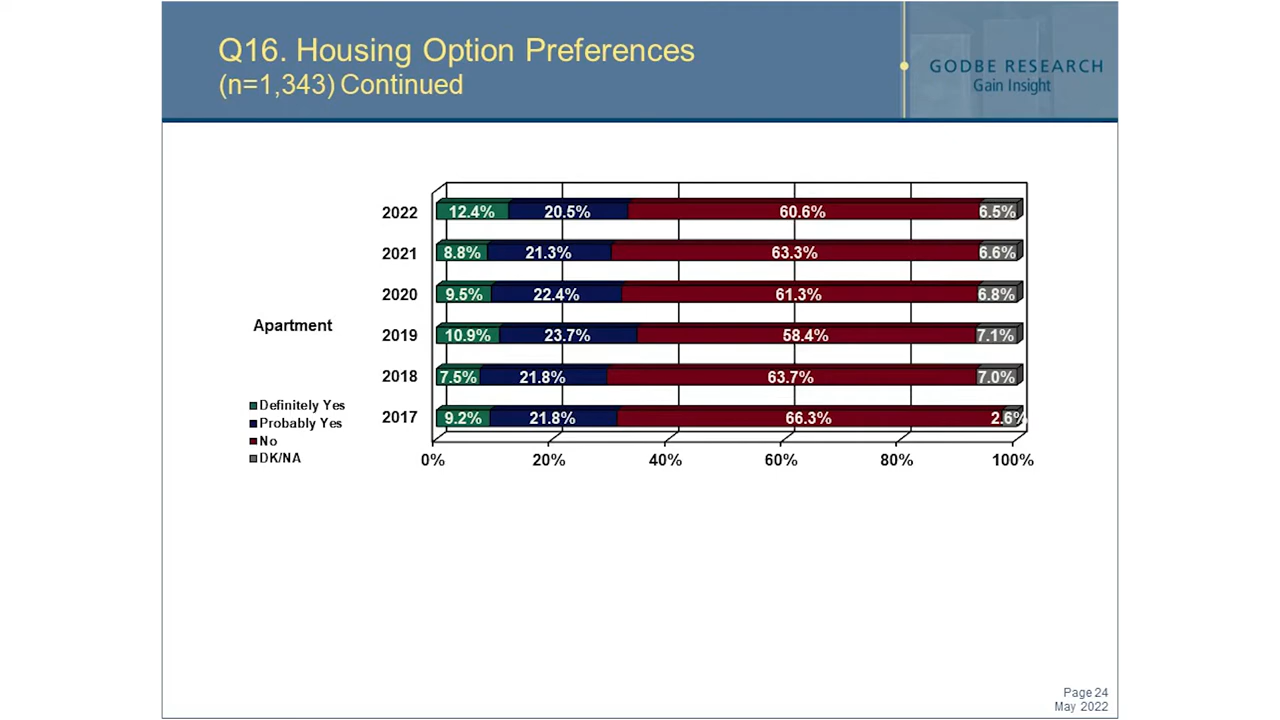 Q16. Housing Option Preferences
(n=1,343) Continued
GODBE RESEARCH
Gain Insight
2022 12.4% 20.5% 60.6% 6.5%
2021 8.8% 21.3% 63.3% 6.6%
2020 9.5% 22.4% 61.3% 6.8%
Apartment
2019 10.9% 23.7% 58.4% 7.1%
2018 7.5% 21.8% 63.7% 7.0%
2017 9.2% 21.8% 66.3% 2.6%
Definitely Yes
Probably Yes
No
DK/NA
0% 20% 40% 60% 80% 100%
Page 24
May 2022